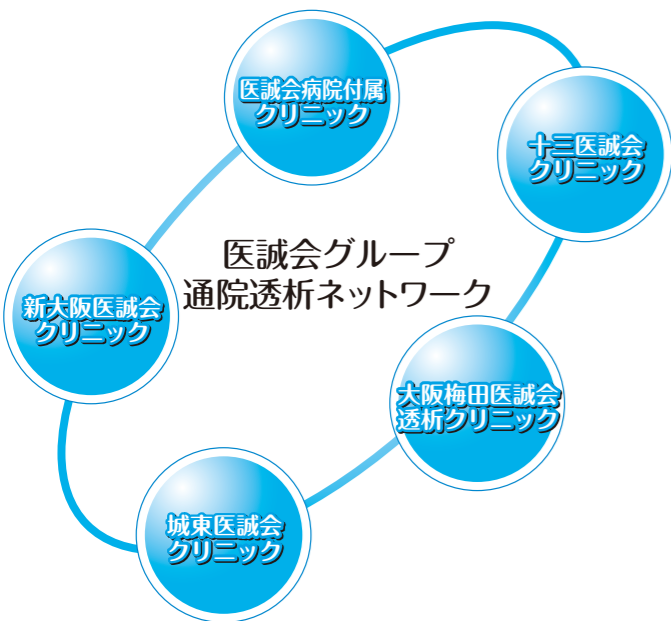 医誠会病院付属
クリニック
十三医誠会
クリニック
医誠会グループ
通院透析ネットワーク
新大阪医誠会
クリニック
大阪梅田医誠会
透析クリニック
城東医誠会
クリニック